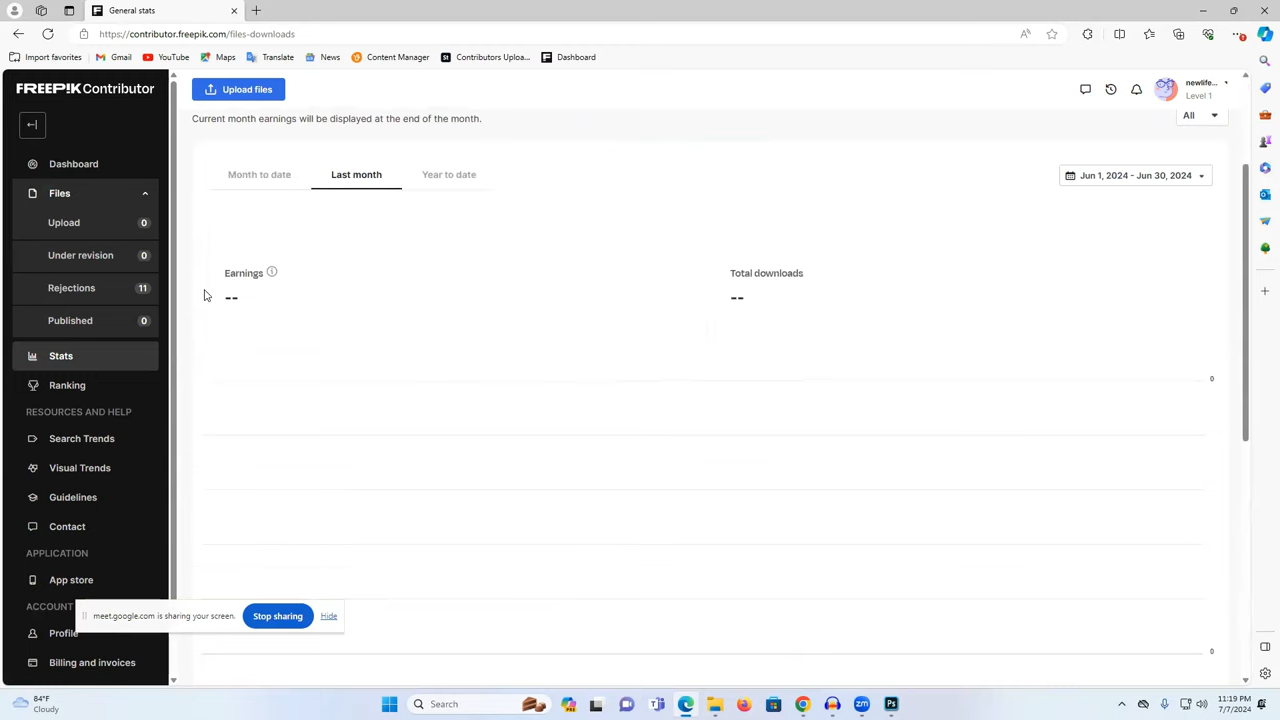 General stats
https://contributor.freepik.com/files-downloads
Import favorites
Gmail
YouTube
Maps
Translate
News
Content Manager
Contributors Uploa...
Dashboard
FREEP!K Contributor
Upload files
newlife...
Level 1
Current month earnings will be displayed at the end of the month.
All
Dashboard
Files
Upload 0
Under revision 0
Rejections 11
Published 0
Stats
Ranking
RESOURCES AND HELP
Search Trends
Visual Trends
Guidelines
Contact
APPLICATION
App store
ACCOUNT
Profile
Billing and invoices
Month to date
Last month
Year to date
Jun 1, 2024 - Jun 30, 2024
Earnings
--
Total downloads
--
0
0
meet.google.com is sharing your screen.
Stop sharing
Hide
84°F
Cloudy
Search
11:19 PM
7/7/2024